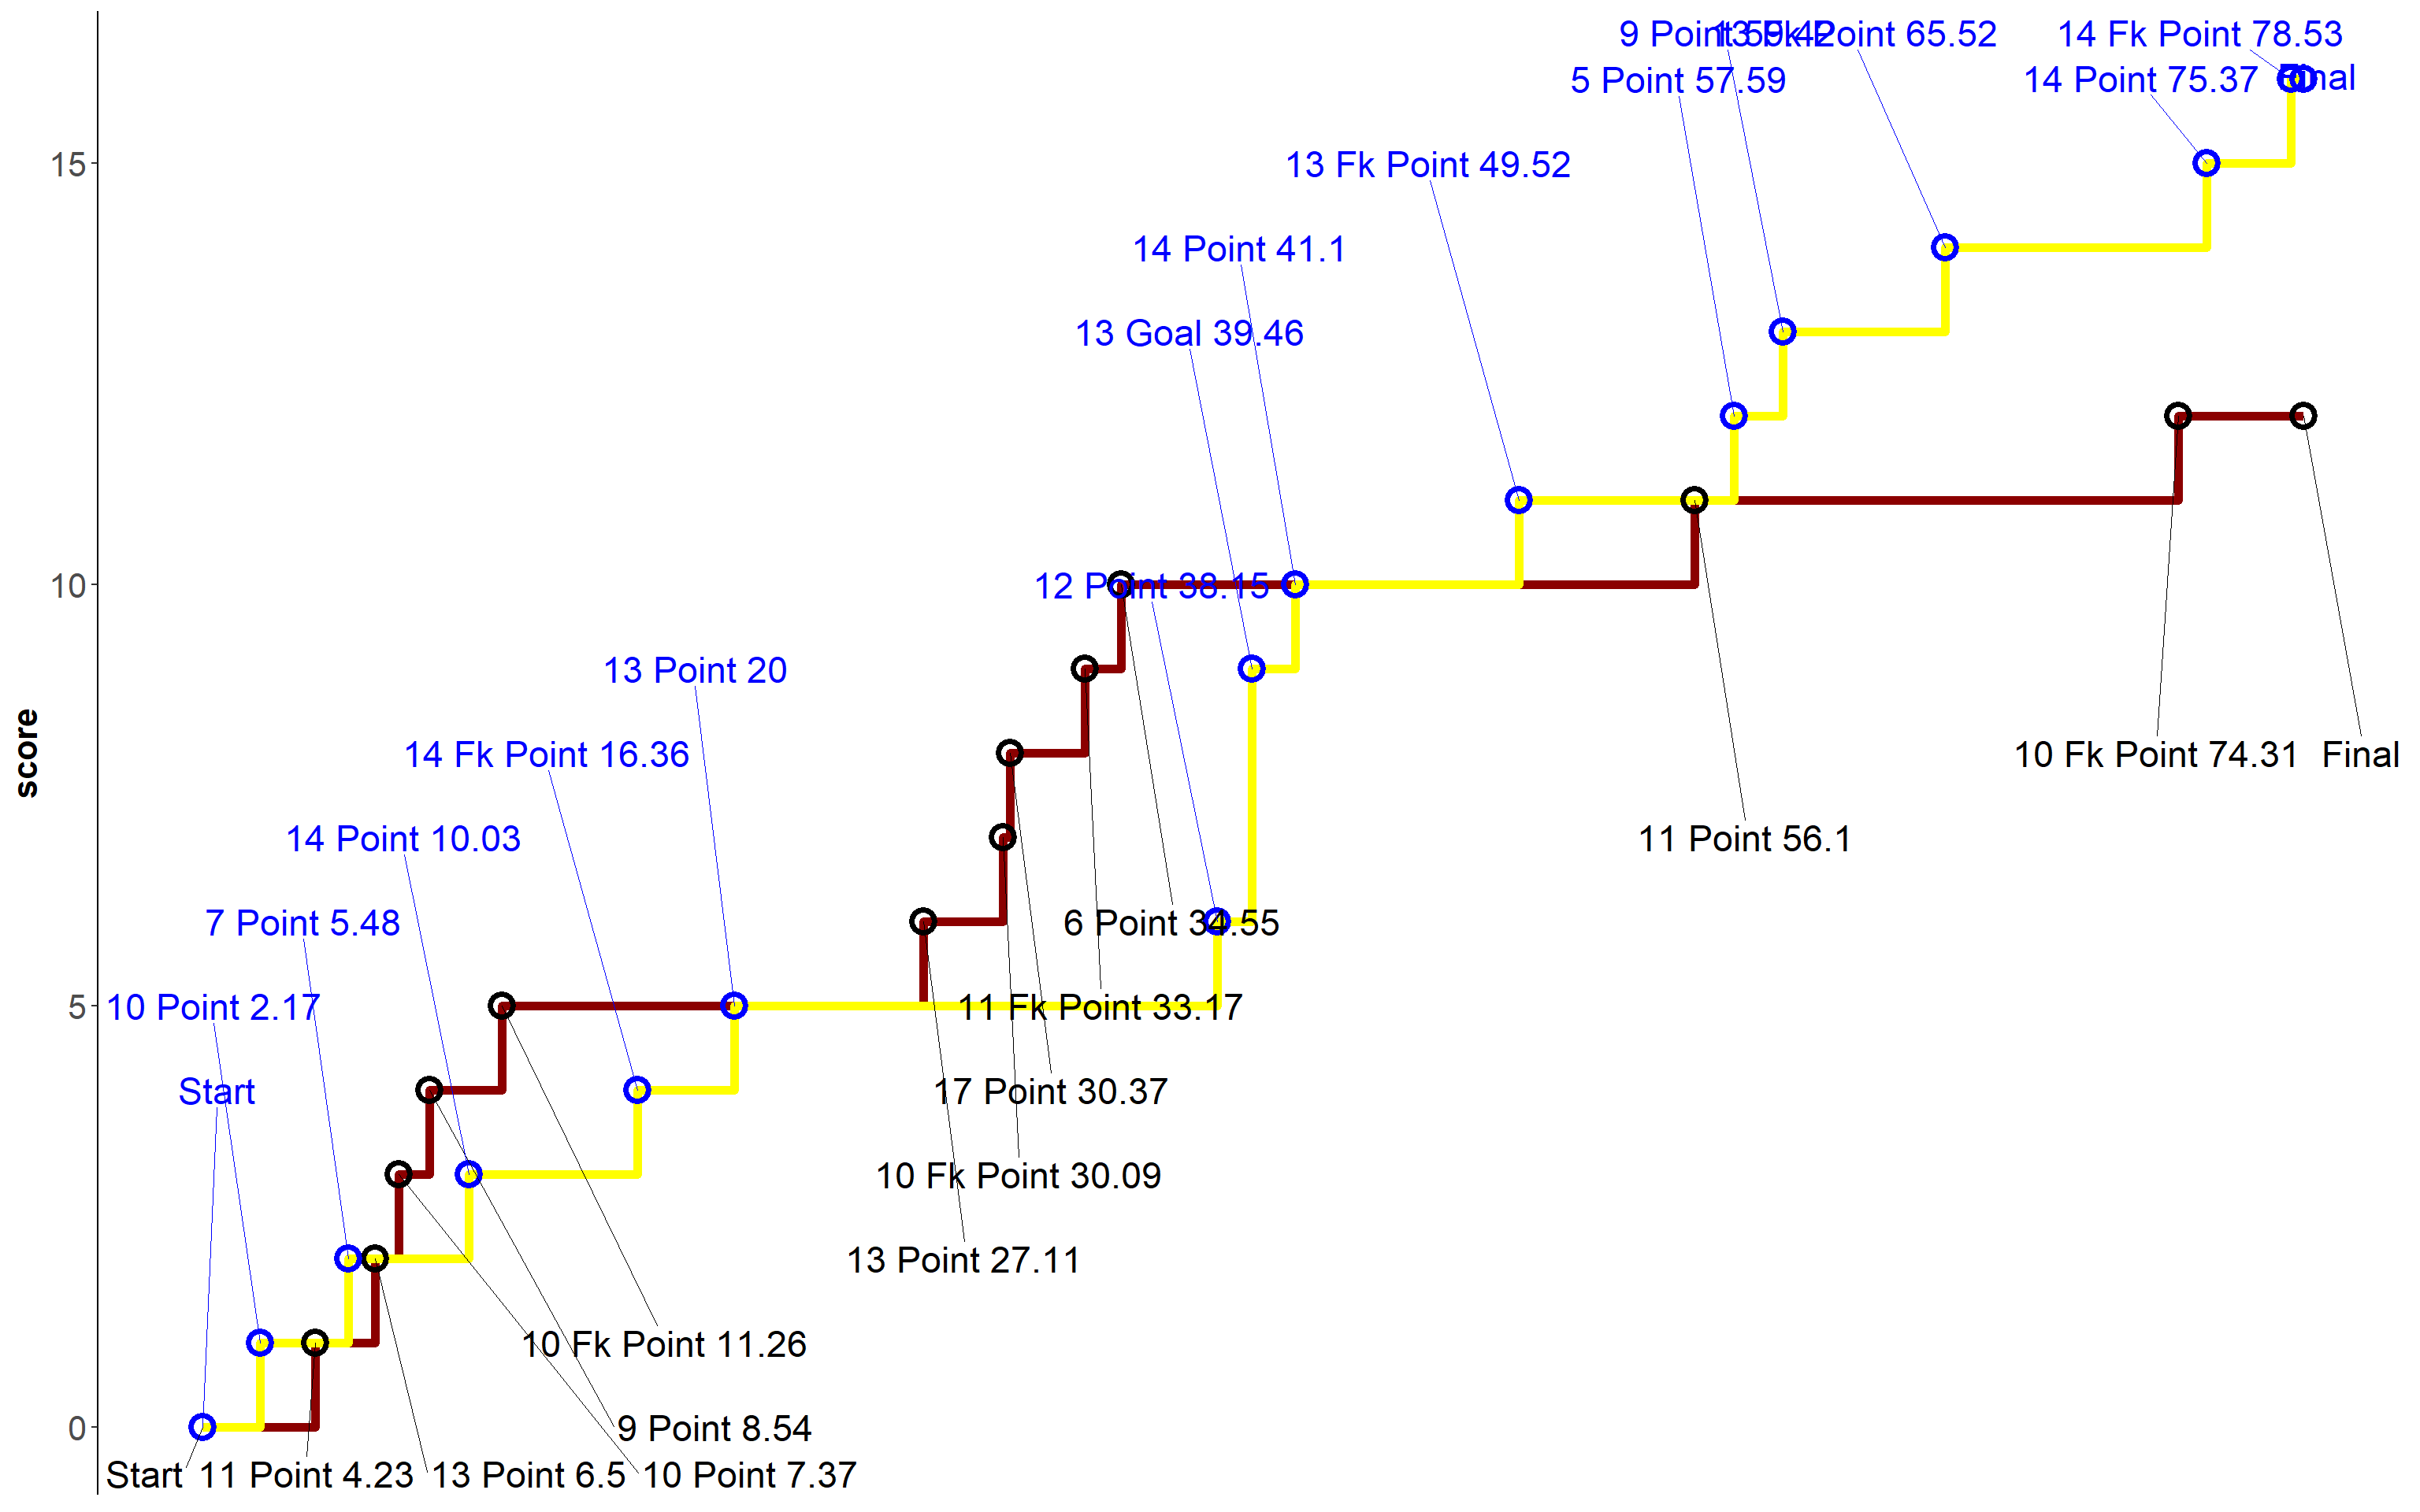 9 Point 59.42
13 Fk Point 65.52
14 Fk Point 78.53
5 Point 57.59
14 Point 75.37
Final
15
13 Fk Point 49.52
14 Point 41.1
13 Goal 39.46
10
12 Point 38.15
13 Point 20
score
14 Fk Point 16.36
10 Fk Point 74.31
Final
14 Point 10.03
11 Point 56.1
7 Point 5.48
6 Point 34.55
5
10 Point 2.17
11 Fk Point 33.17
Start
17 Point 30.37
10 Fk Point 30.09
13 Point 27.11
10 Fk Point 11.26
0
9 Point 8.54
Start
11 Point 4.23
13 Point 6.5
10 Point 7.37